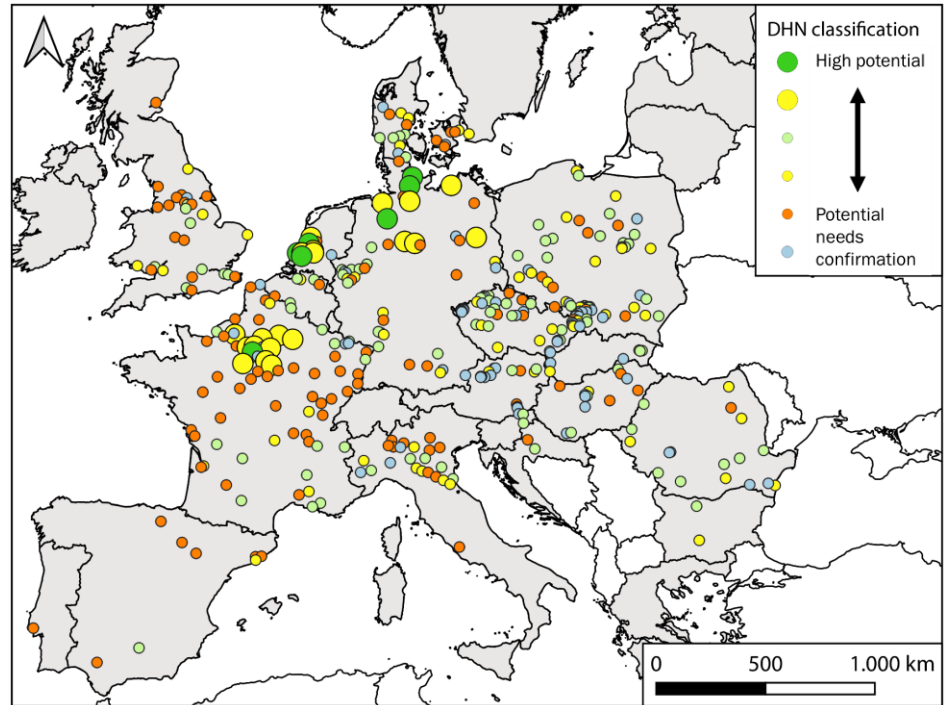 DHN classification
High potential
Potential
needs
confirmation
0 500 1.000 km